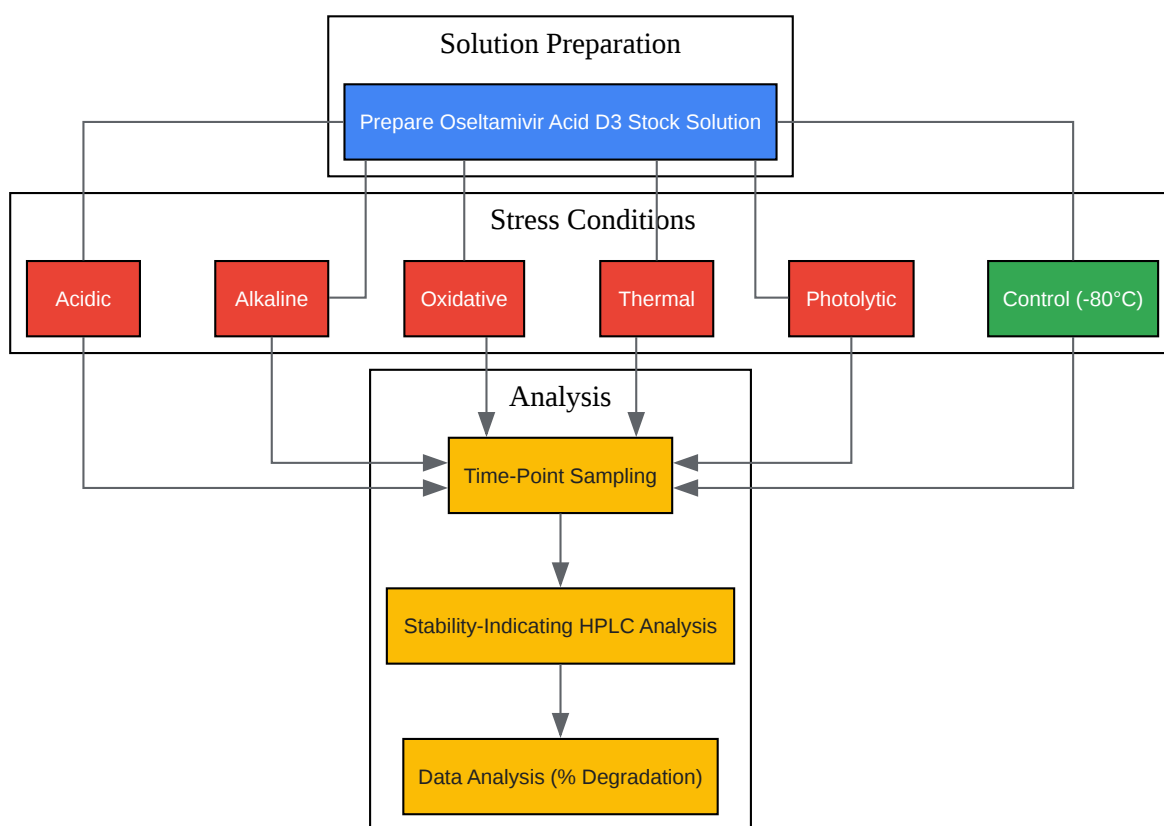 Solution Preparation
Prepare Oseltamivir Acid D3 Stock Solution
Stress Conditions
Acidic
Alkaline
Oxidative
Thermal
Photolytic
Control (-80°C)
Analysis
Time-Point Sampling
Stability-Indicating HPLC Analysis
Data Analysis (% Degradation)